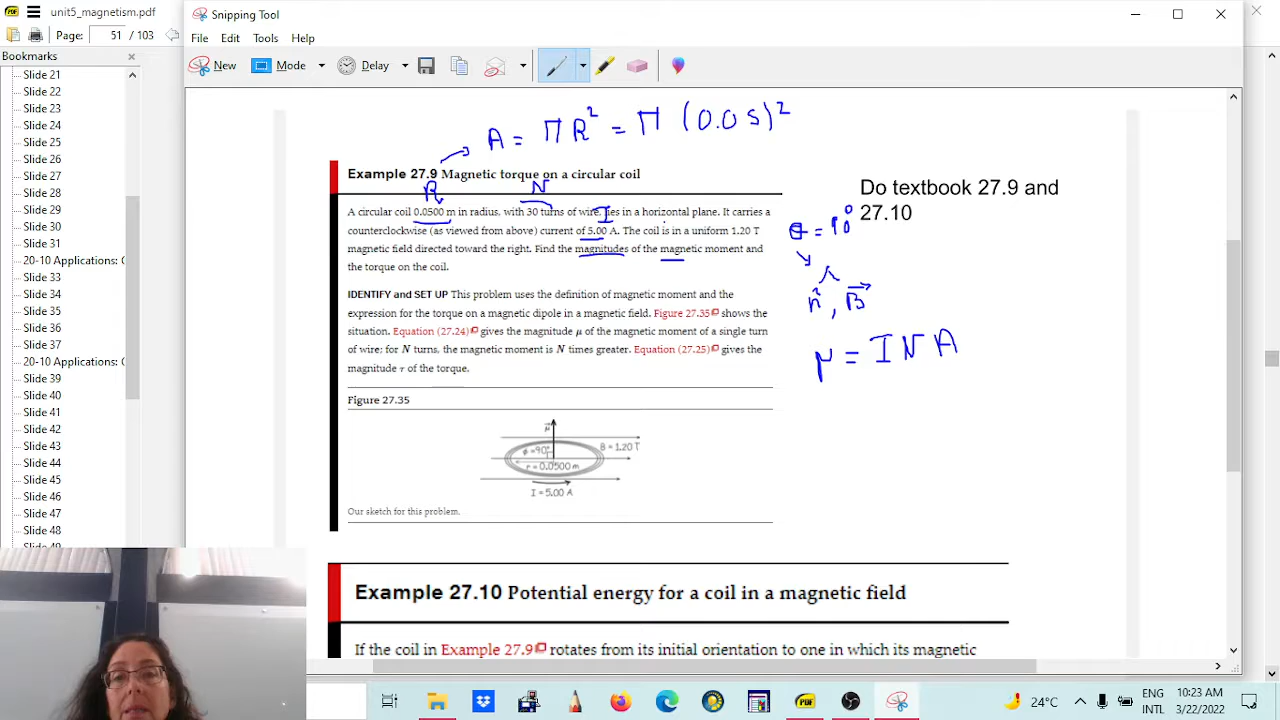 unit5_magnetism.pdf
Snipping Tool
Page: 51 / 103
File Edit Tools Help
Bookmarks
New Mode Delay
Slide 21
Slide 22
Slide 23
Slide 24
Slide 25
Slide 26
Slide 27
Slide 28
Slide 29
Slide 30
Slide 31
20-10 Applications: G
Slide 33
Slide 34
Slide 35
Slide 36
Slide 37
20-10 Applications: G
Slide 39
Slide 40
Slide 41
Slide 42
Slide 43
Slide 44
Slide 45
Slide 46
Slide 47
Slide 48
Slide 49
A = π R² = π (0.05)²
Example 27.9 Magnetic torque on a circular coil
R N
A circular coil 0.0500 m in radius, with 30 turns of wire, lies in a horizontal plane. It carries a
I
counterclockwise (as viewed from above) current of 5.00 A. The coil is in a uniform 1.20 T
magnetic field directed toward the right. Find the magnitudes of the magnetic moment and
the torque on the coil.
IDENTIFY and SET UP This problem uses the definition of magnetic moment and the
expression for the torque on a magnetic dipole in a magnetic field. Figure 27.35 shows the
situation. Equation (27.24) gives the magnitude μ of the magnetic moment of a single turn
of wire; for N turns, the magnetic moment is N times greater. Equation (27.25) gives the
magnitude τ of the torque.
Figure 27.35
μ
ϕ=90°
B = 1.20 T
r = 0.0500 m
I = 5.00 A
Our sketch for this problem.
Do textbook 27.9 and
27.10
θ = 90°
n̂, B⃗
μ = I N A
Example 27.10 Potential energy for a coil in a magnetic field
If the coil in Example 27.9 rotates from its initial orientation to one in which its magnetic
24°C
ENG
INTL
10:23 AM
3/22/2022